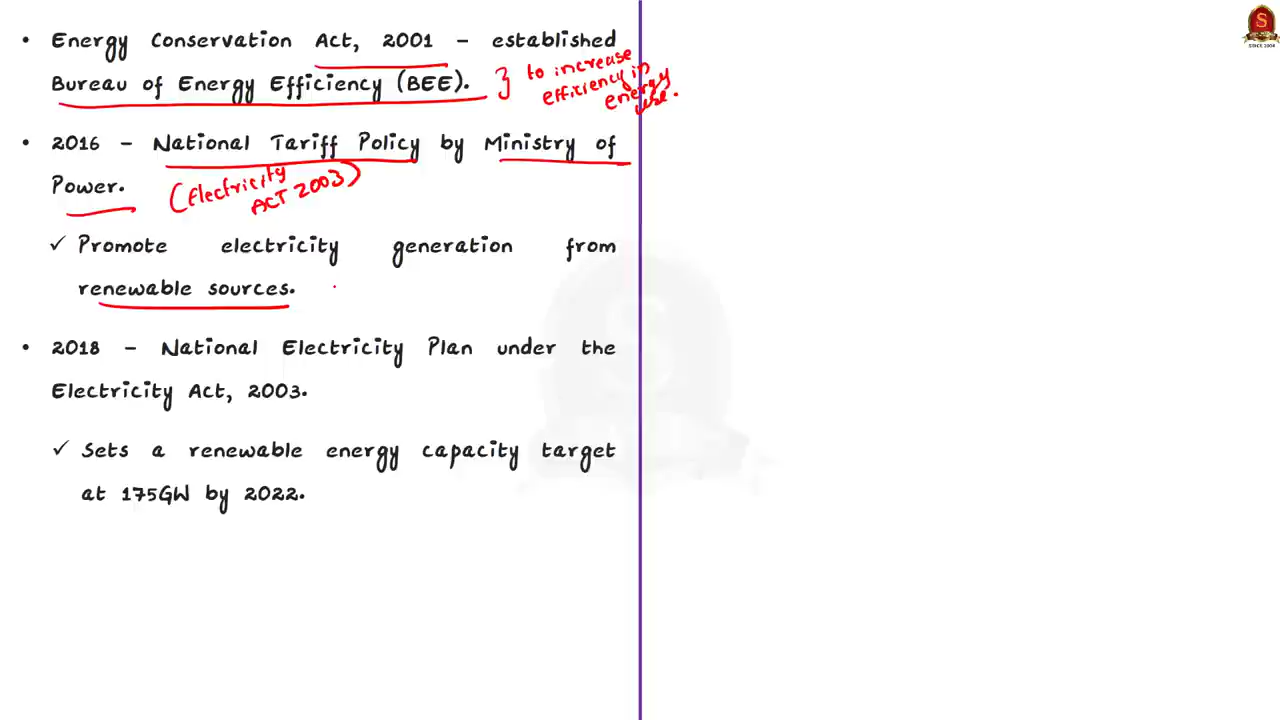 • Energy Conservation Act, 2001 - established
Bureau of Energy Efficiency (BEE).
} to increase
efficiency in
energy
use.
• 2016 - National Tariff Policy by Ministry of
Power.
(Electricity
ACT 2003)
✓ Promote electricity generation from
renewable sources.
• 2018 - National Electricity Plan under the
Electricity Act, 2003.
✓ Sets a renewable energy capacity target
at 175GW by 2022.
S
SINCE 2004